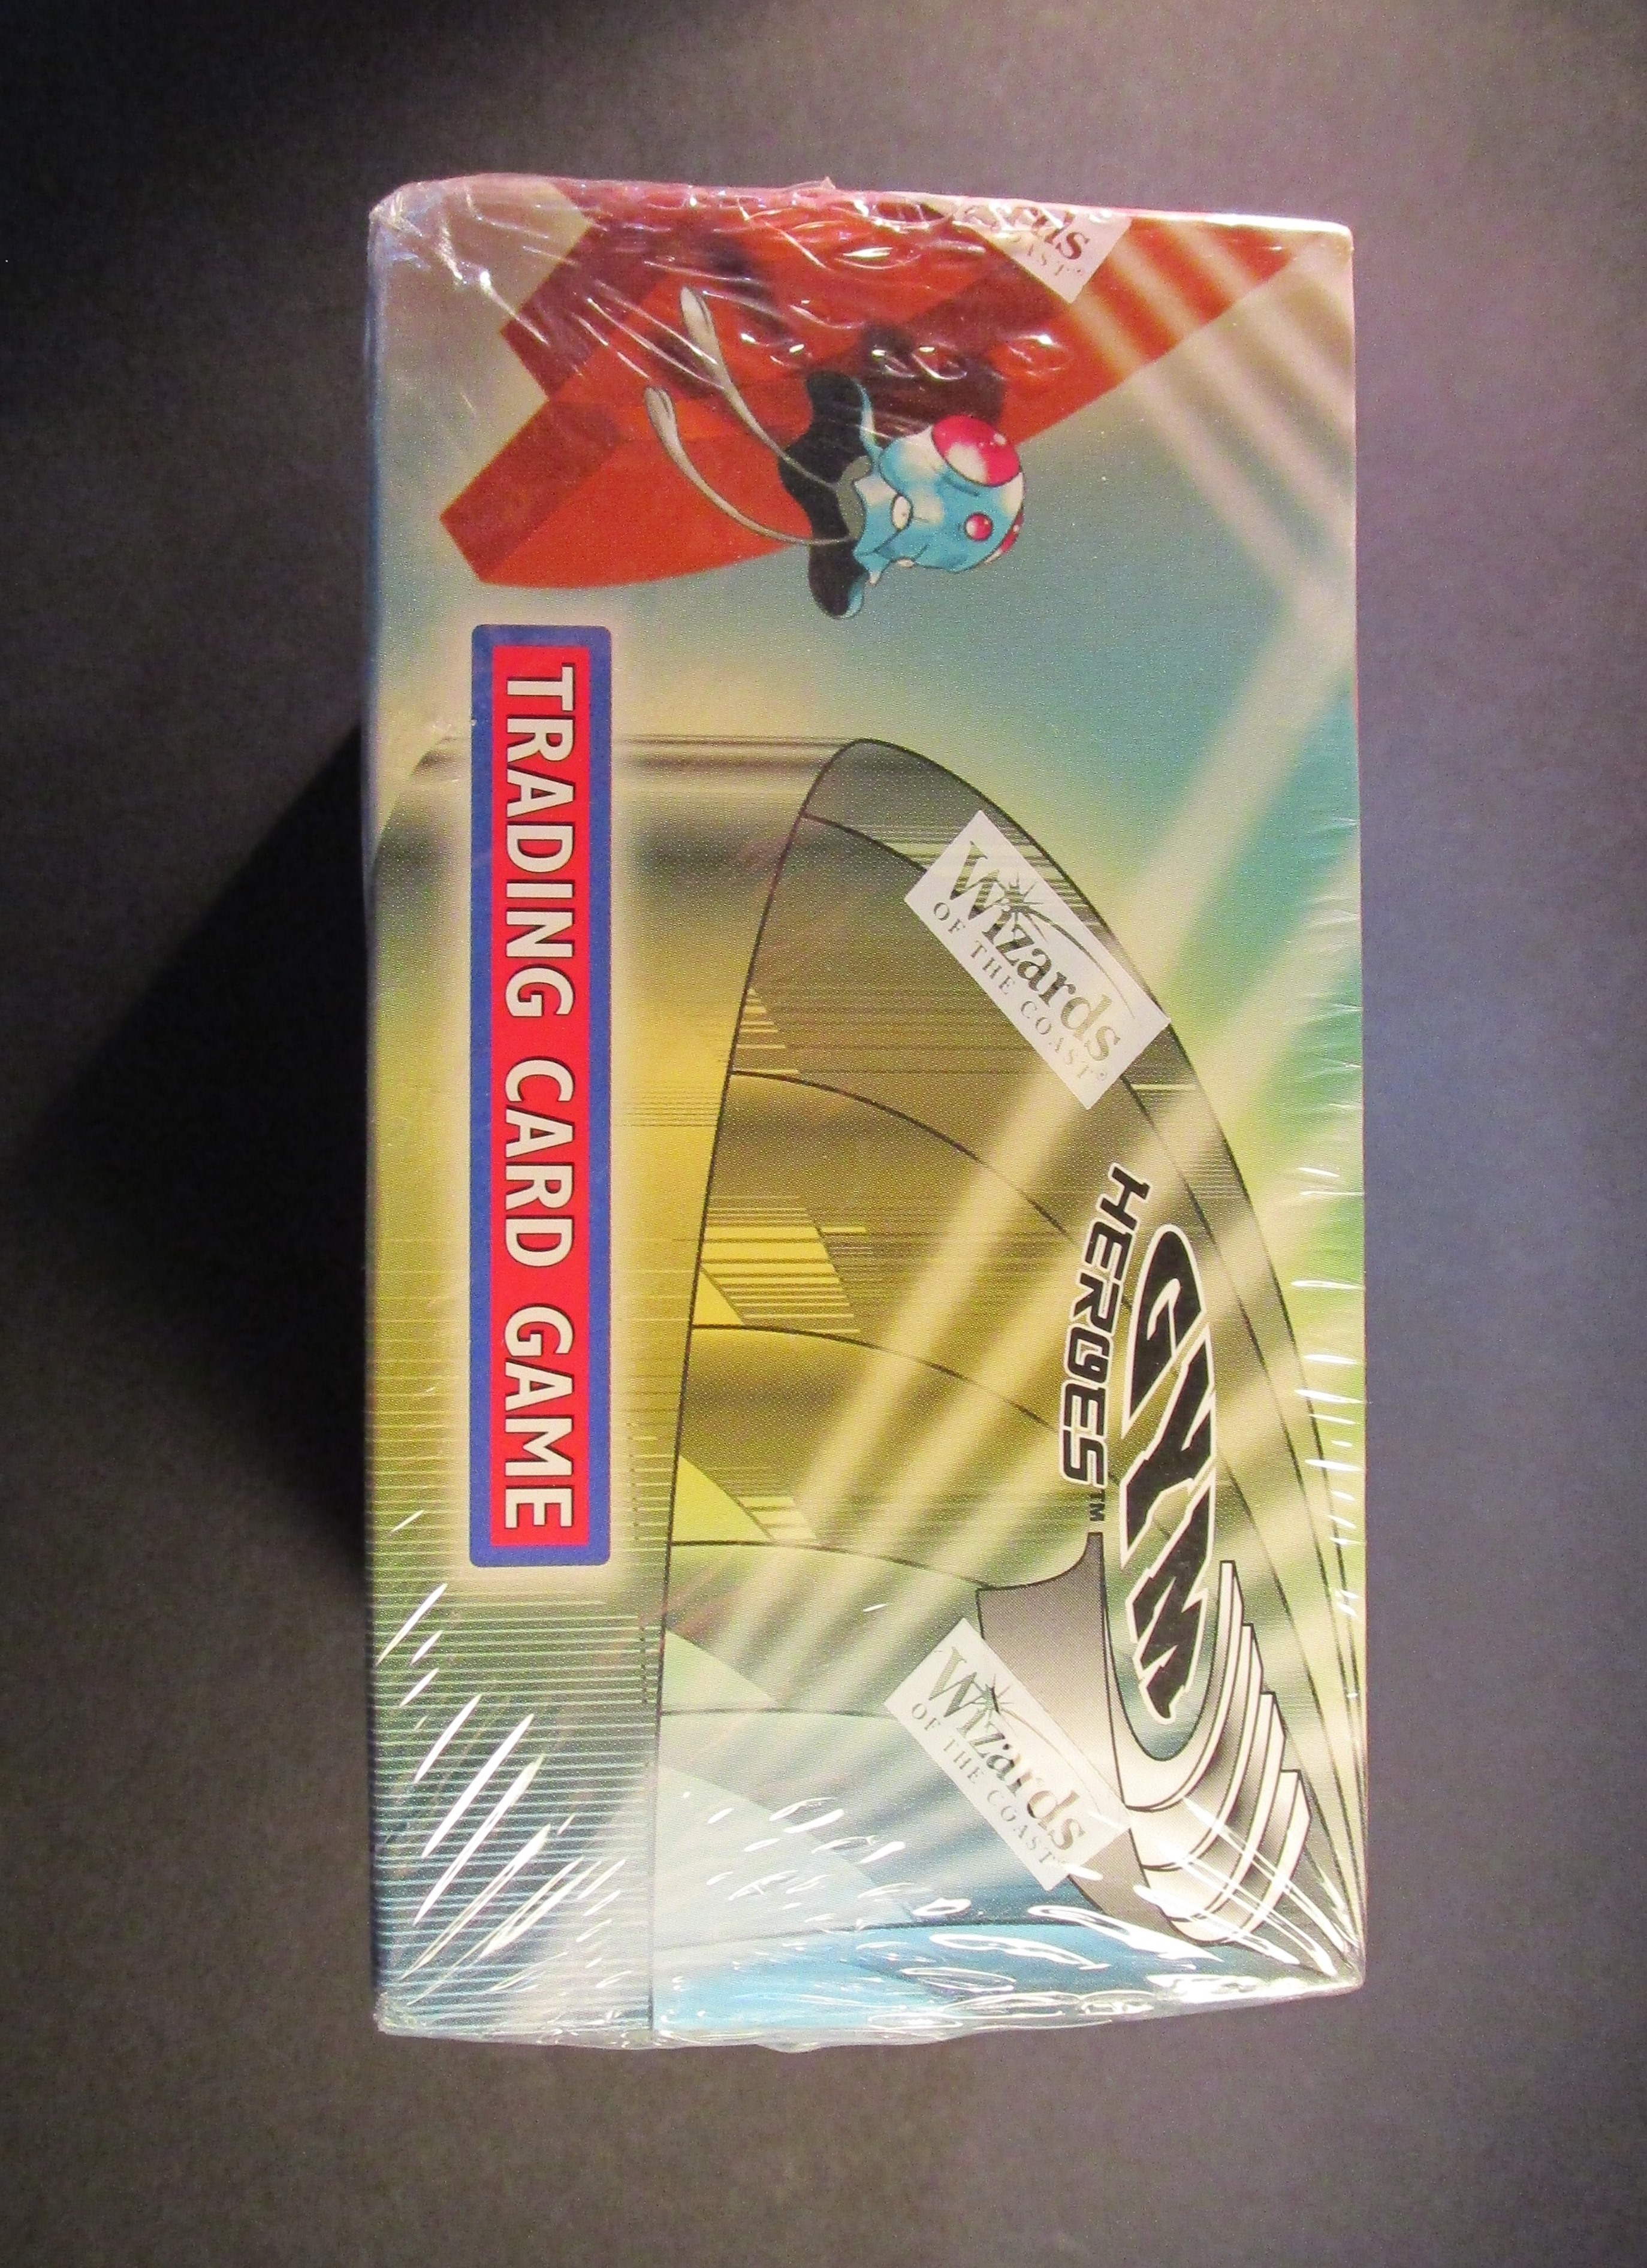 Wizards
OF THE COAST®
GYM
HEROES™
Wizards
OF THE COAST
TRADING CARD GAME